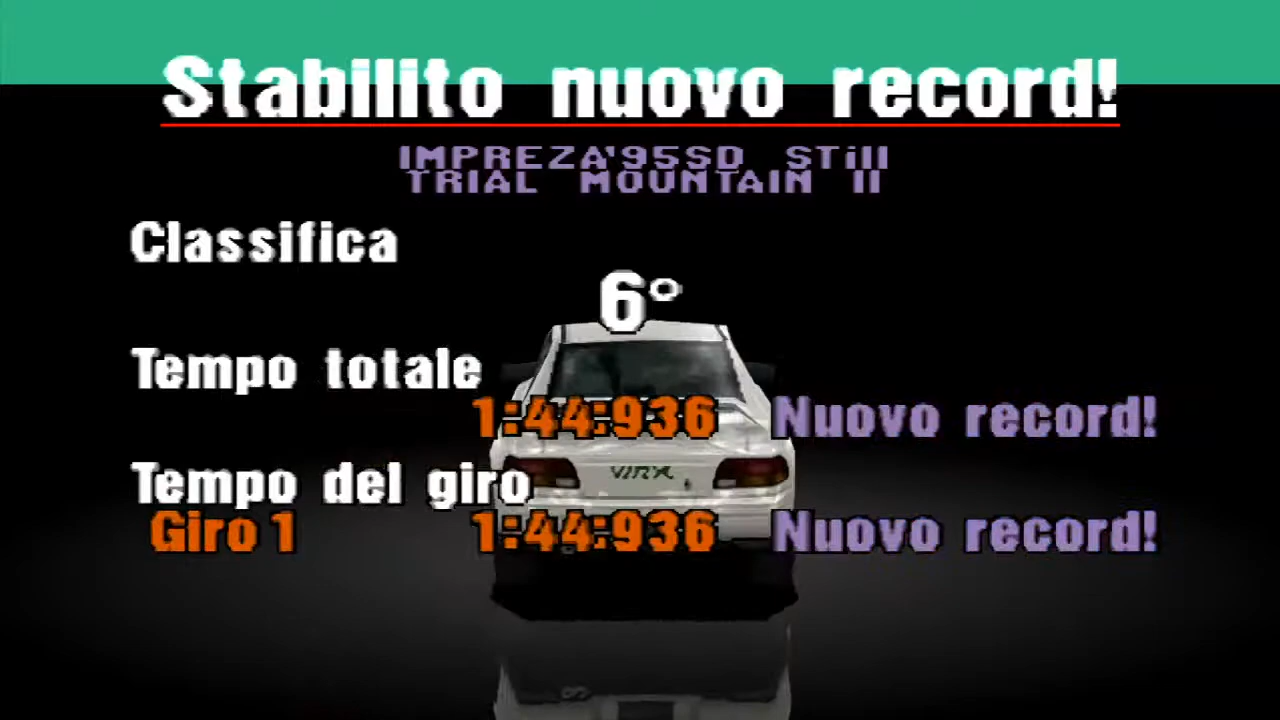 Stabilito nuovo record!
IMPREZA'95SD STiII
TRIAL MOUNTAIN II
Classifica
6°
Tempo totale
1:44:936 Nuovo record!
Tempo del giro
Giro 1 1:44:936 Nuovo record!